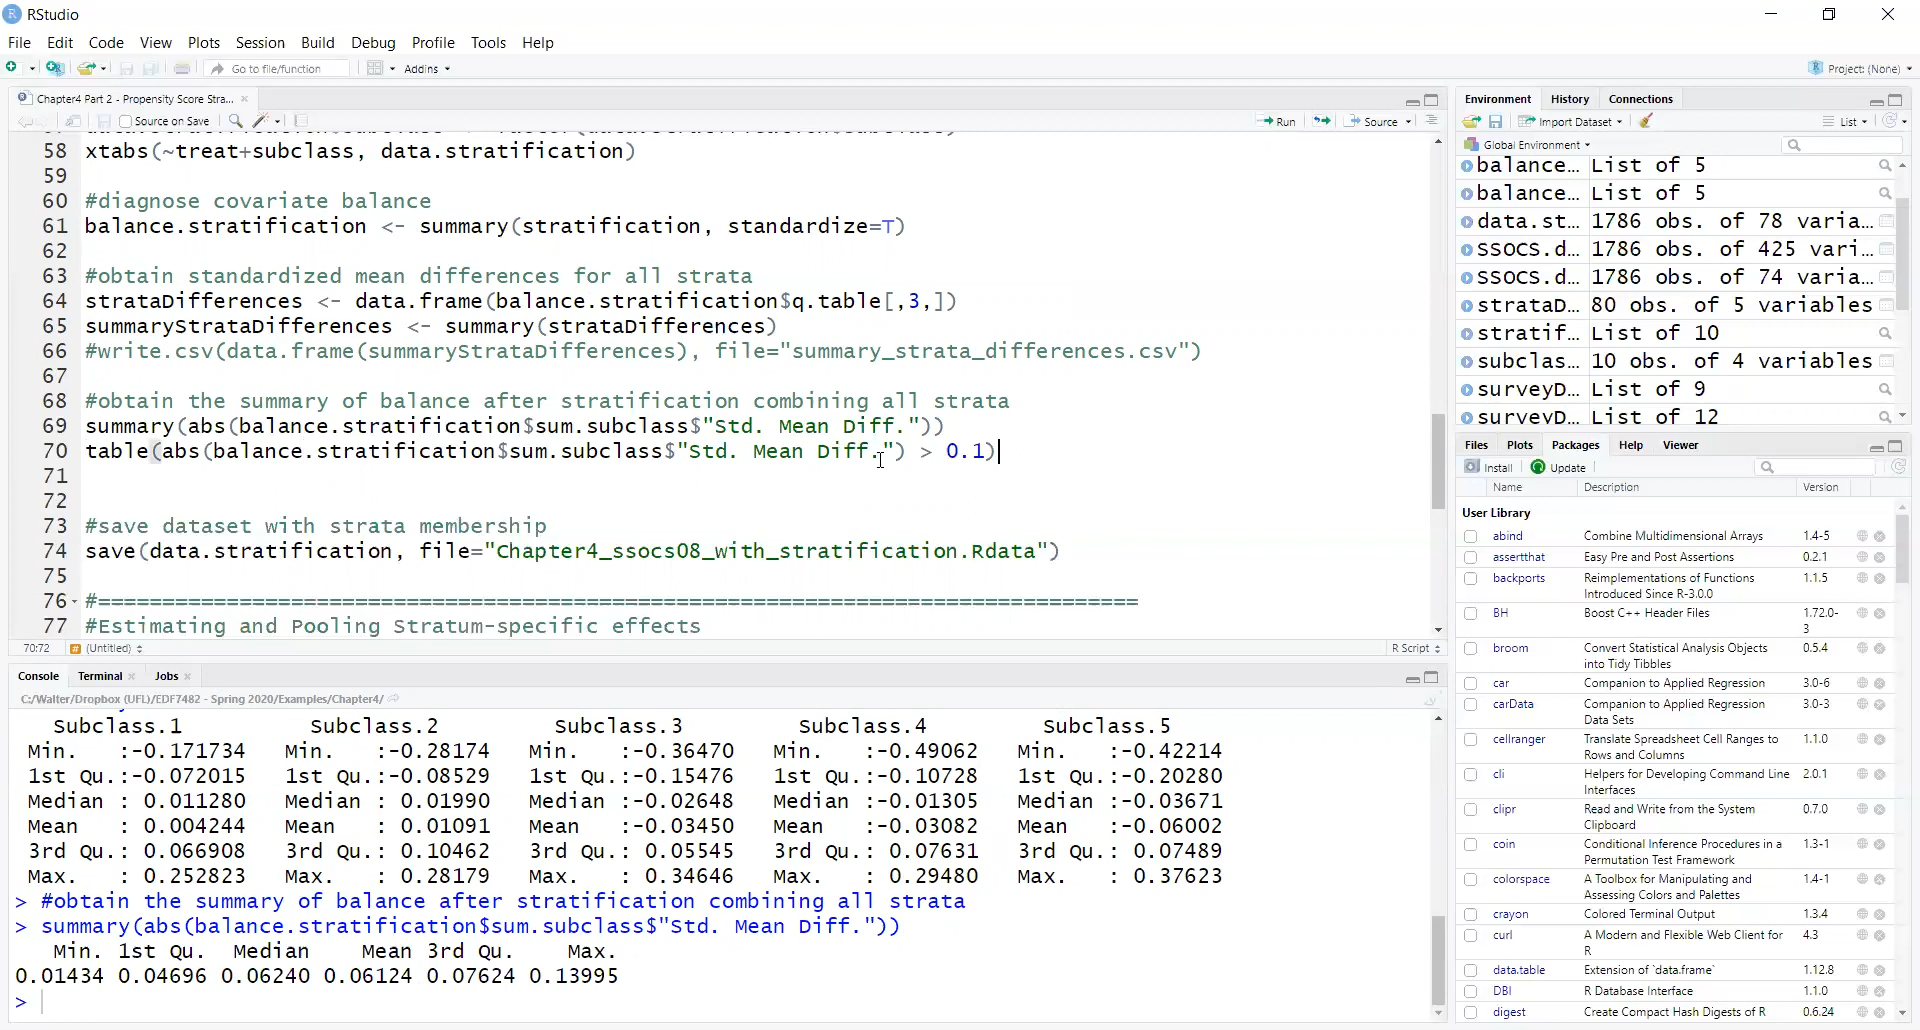 RStudio
File Edit Code View Plots Session Build Debug Profile Tools Help
Go to file/function Addins Project: (None)
Chapter4 Part 2 - Propensity Score Stra...
Source on Save Run Source
58 xtabs(~treat+subclass, data.stratification)
59
60 #diagnose covariate balance
61 balance.stratification <- summary(stratification, standardize=T)
62
63 #obtain standardized mean differences for all strata
64 strataDifferences <- data.frame(balance.stratification$q.table[,3,])
65 summaryStrataDifferences <- summary(strataDifferences)
66 #write.csv(data.frame(summaryStrataDifferences), file="summary_strata_differences.csv")
67
68 #obtain the summary of balance after stratification combining all strata
69 summary(abs(balance.stratification$sum.subclass$"Std. Mean Diff."))
70 table(abs(balance.stratification$sum.subclass$"Std. Mean Diff.") > 0.1)
71
72
73 #save dataset with strata membership
74 save(data.stratification, file="Chapter4_ssocs08_with_stratification.Rdata")
75
76 #=================================================================================
77 #Estimating and Pooling Stratum-specific effects
70:72 # (Untitled) R Script
Console Terminal Jobs
C:/Walter/Dropbox (UFL)/EDF7482 - Spring 2020/Examples/Chapter4/
Subclass.1 Subclass.2 Subclass.3 Subclass.4 Subclass.5
Min. :-0.171734 Min. :-0.28174 Min. :-0.36470 Min. :-0.49062 Min. :-0.42214
1st Qu.:-0.072015 1st Qu.:-0.08529 1st Qu.:-0.15476 1st Qu.:-0.10728 1st Qu.:-0.20280
Median : 0.011280 Median : 0.01990 Median :-0.02648 Median :-0.01305 Median :-0.03671
Mean : 0.004244 Mean : 0.01091 Mean :-0.03450 Mean :-0.03082 Mean :-0.06002
3rd Qu.: 0.066908 3rd Qu.: 0.10462 3rd Qu.: 0.05545 3rd Qu.: 0.07631 3rd Qu.: 0.07489
Max. : 0.252823 Max. : 0.28179 Max. : 0.34646 Max. : 0.29480 Max. : 0.37623
> #obtain the summary of balance after stratification combining all strata
> summary(abs(balance.stratification$sum.subclass$"Std. Mean Diff."))
Min. 1st Qu. Median Mean 3rd Qu. Max.
0.01434 0.04696 0.06240 0.06124 0.07624 0.13995
>
Environment History Connections
Import Dataset List
Global Environment
balance... List of 5
balance... List of 5
data.st... 1786 obs. of 78 varia...
SSOCS.d... 1786 obs. of 425 vari...
SSOCS.d... 1786 obs. of 74 varia...
strataD... 80 obs. of 5 variables
stratif... List of 10
subclas... 10 obs. of 4 variables
surveyD... List of 9
surveyD... List of 12
Files Plots Packages Help Viewer
Install Update
Name Description Version
User Library
abind Combine Multidimensional Arrays 1.4-5
assertthat Easy Pre and Post Assertions 0.2.1
backports Reimplementations of Functions 1.1.5
Introduced Since R-3.0.0
BH Boost C++ Header Files 1.72.0-
3
broom Convert Statistical Analysis Objects 0.5.4
into Tidy Tibbles
car Companion to Applied Regression 3.0-6
carData Companion to Applied Regression 3.0-3
Data Sets
cellranger Translate Spreadsheet Cell Ranges to 1.1.0
Rows and Columns
cli Helpers for Developing Command Line 2.0.1
Interfaces
clipr Read and Write from the System 0.7.0
Clipboard
coin Conditional Inference Procedures in a 1.3-1
Permutation Test Framework
colorspace A Toolbox for Manipulating and 1.4-1
Assessing Colors and Palettes
crayon Colored Terminal Output 1.3.4
curl A Modern and Flexible Web Client for 4.3
R
data.table Extension of `data.frame` 1.12.8
DBI R Database Interface 1.1.0
digest Create Compact Hash Digests of R 0.6.24